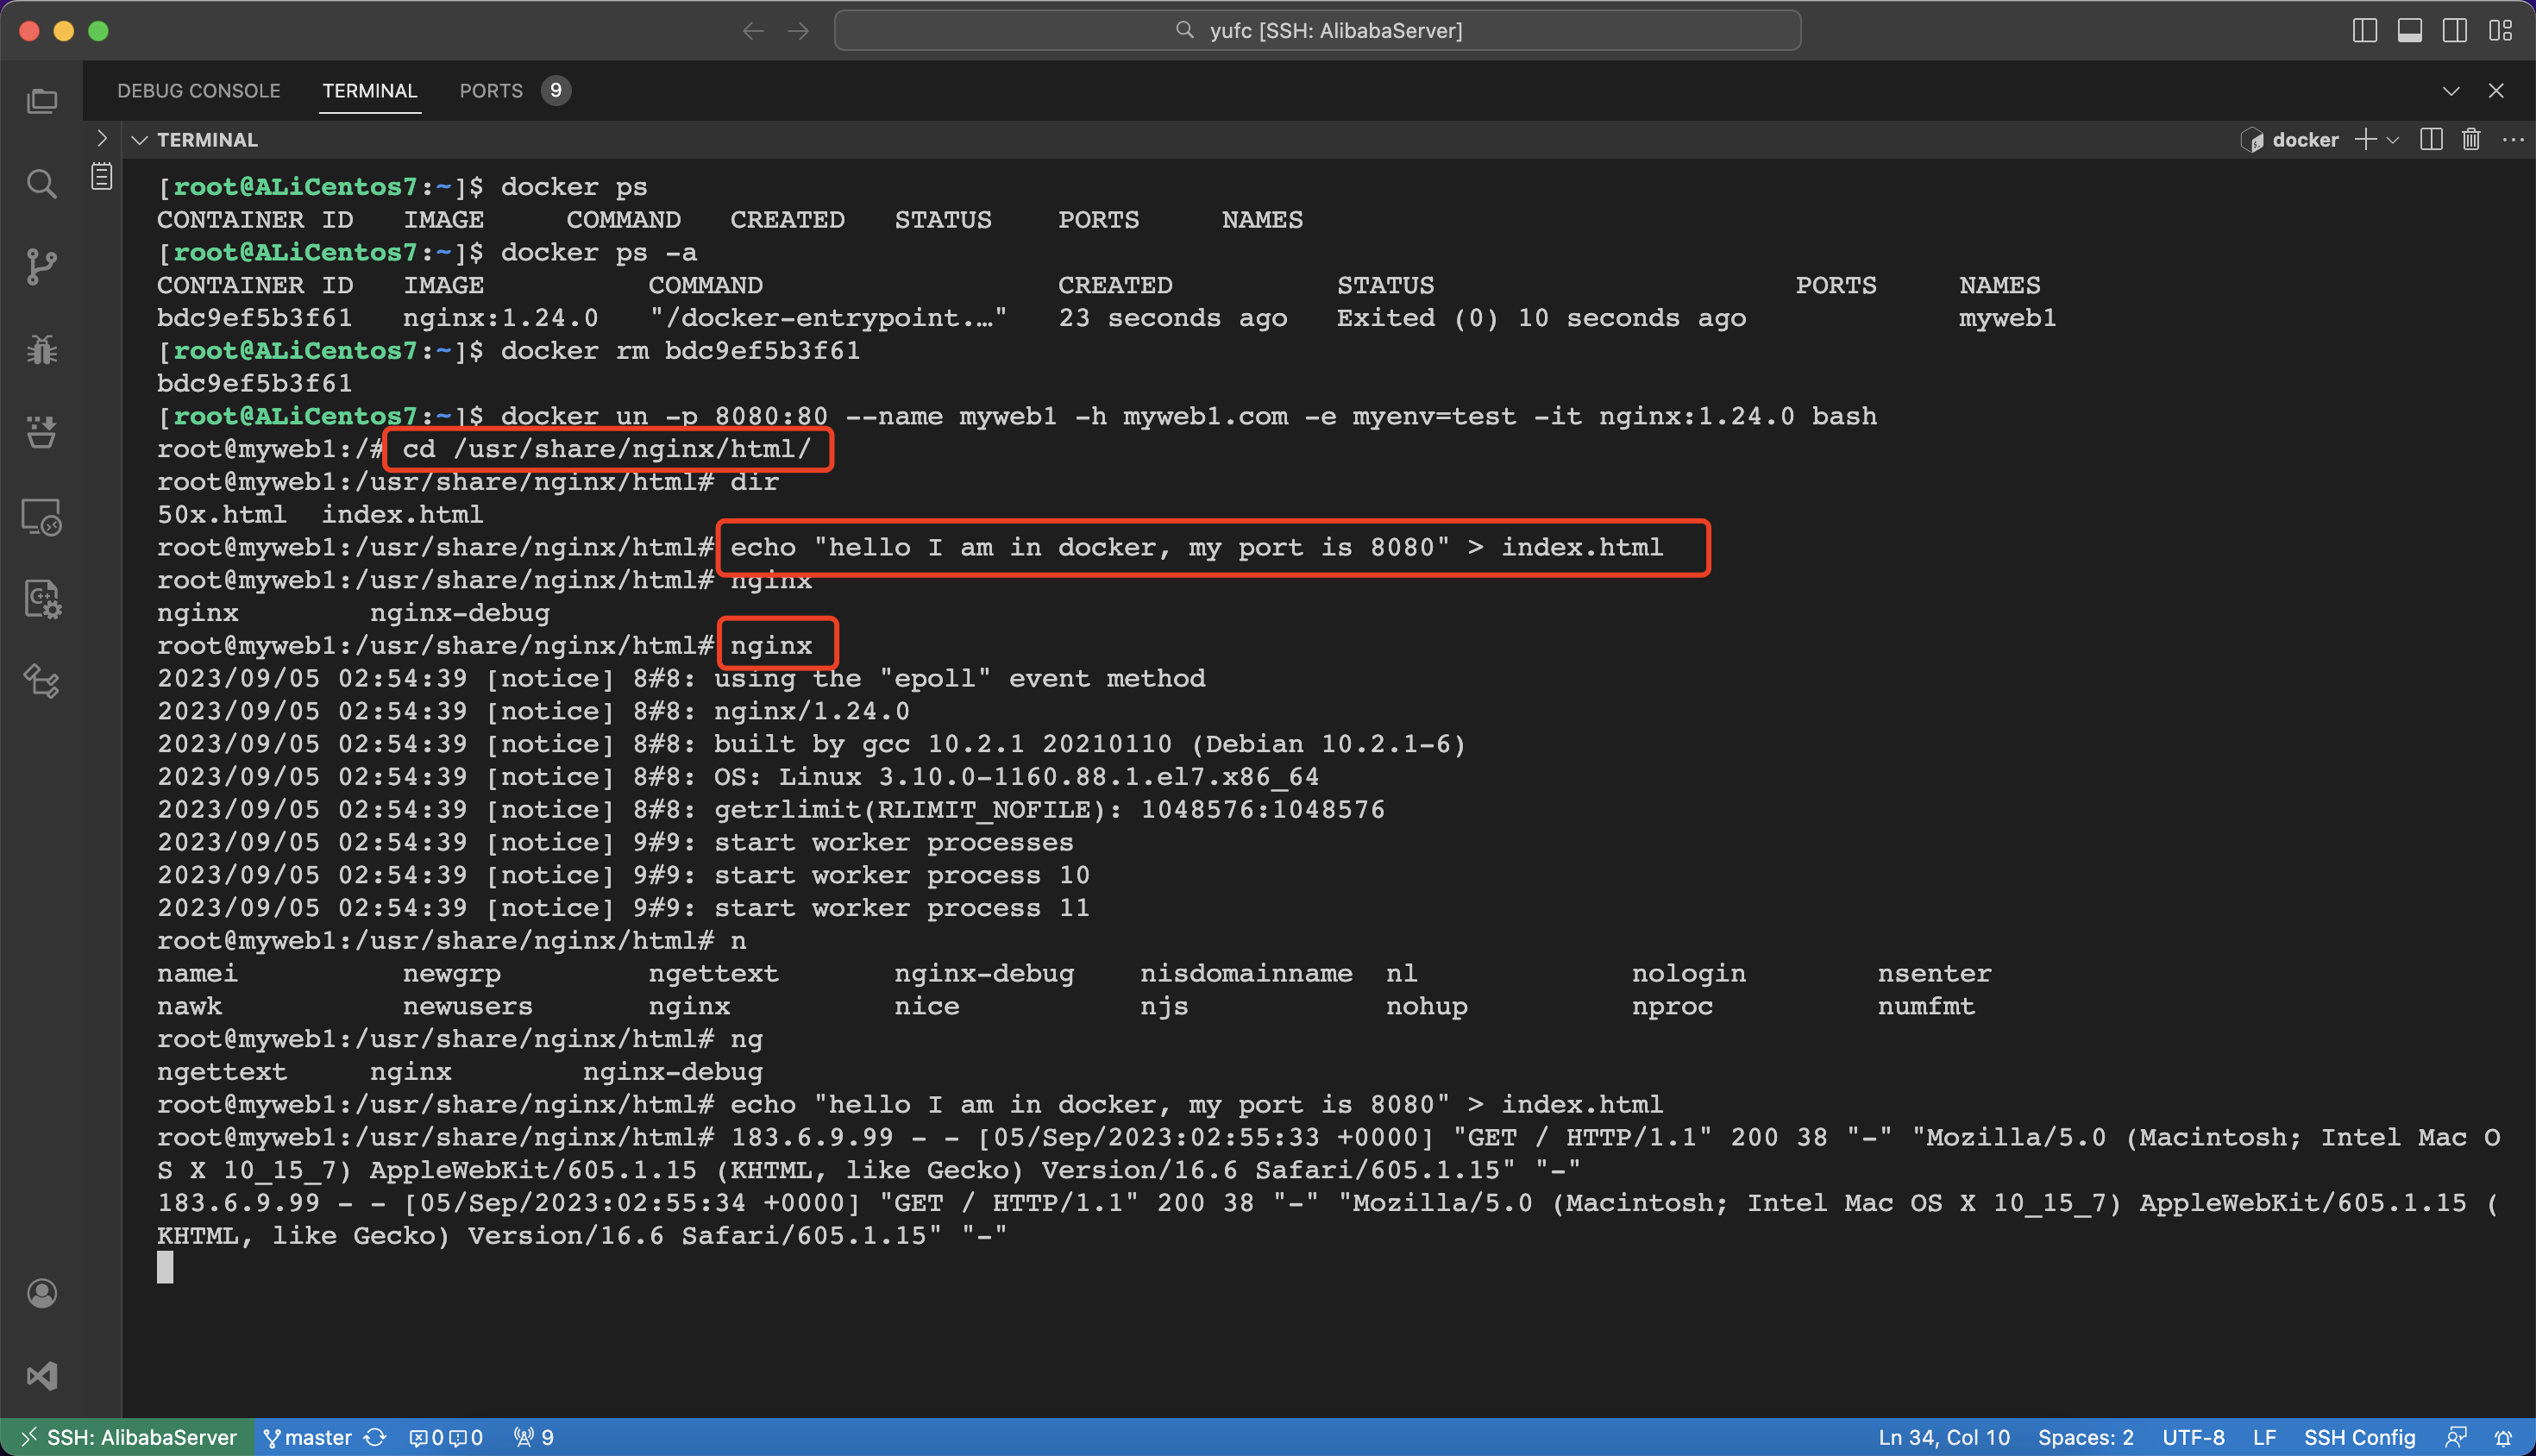 yufc [SSH: AlibabaServer]
DEBUG CONSOLE TERMINAL PORTS 9
TERMINAL docker
[root@ALiCentos7:~]$ docker ps
CONTAINER ID IMAGE COMMAND CREATED STATUS PORTS NAMES
[root@ALiCentos7:~]$ docker ps -a
CONTAINER ID IMAGE COMMAND CREATED STATUS PORTS NAMES
bdc9ef5b3f61 nginx:1.24.0 "/docker-entrypoint.…" 23 seconds ago Exited (0) 10 seconds ago myweb1
[root@ALiCentos7:~]$ docker rm bdc9ef5b3f61
bdc9ef5b3f61
[root@ALiCentos7:~]$ docker un -p 8080:80 --name myweb1 -h myweb1.com -e myenv=test -it nginx:1.24.0 bash
root@myweb1:/# cd /usr/share/nginx/html/
root@myweb1:/usr/share/nginx/html# dir
50x.html index.html
root@myweb1:/usr/share/nginx/html# echo "hello I am in docker, my port is 8080" > index.html
root@myweb1:/usr/share/nginx/html# nginx
nginx nginx-debug
root@myweb1:/usr/share/nginx/html# nginx
2023/09/05 02:54:39 [notice] 8#8: using the "epoll" event method
2023/09/05 02:54:39 [notice] 8#8: nginx/1.24.0
2023/09/05 02:54:39 [notice] 8#8: built by gcc 10.2.1 20210110 (Debian 10.2.1-6)
2023/09/05 02:54:39 [notice] 8#8: OS: Linux 3.10.0-1160.88.1.el7.x86_64
2023/09/05 02:54:39 [notice] 8#8: getrlimit(RLIMIT_NOFILE): 1048576:1048576
2023/09/05 02:54:39 [notice] 9#9: start worker processes
2023/09/05 02:54:39 [notice] 9#9: start worker process 10
2023/09/05 02:54:39 [notice] 9#9: start worker process 11
root@myweb1:/usr/share/nginx/html# n
namei newgrp ngettext nginx-debug nisdomainname nl nologin nsenter
nawk newusers nginx nice njs nohup nproc numfmt
root@myweb1:/usr/share/nginx/html# ng
ngettext nginx nginx-debug
root@myweb1:/usr/share/nginx/html# echo "hello I am in docker, my port is 8080" > index.html
root@myweb1:/usr/share/nginx/html# 183.6.9.99 - - [05/Sep/2023:02:55:33 +0000] "GET / HTTP/1.1" 200 38 "-" "Mozilla/5.0 (Macintosh; Intel Mac O
S X 10_15_7) AppleWebKit/605.1.15 (KHTML, like Gecko) Version/16.6 Safari/605.1.15" "-"
183.6.9.99 - - [05/Sep/2023:02:55:34 +0000] "GET / HTTP/1.1" 200 38 "-" "Mozilla/5.0 (Macintosh; Intel Mac OS X 10_15_7) AppleWebKit/605.1.15 (
KHTML, like Gecko) Version/16.6 Safari/605.1.15" "-"
SSH: AlibabaServer master 0 0 9 Ln 34, Col 10 Spaces: 2 UTF-8 LF SSH Config